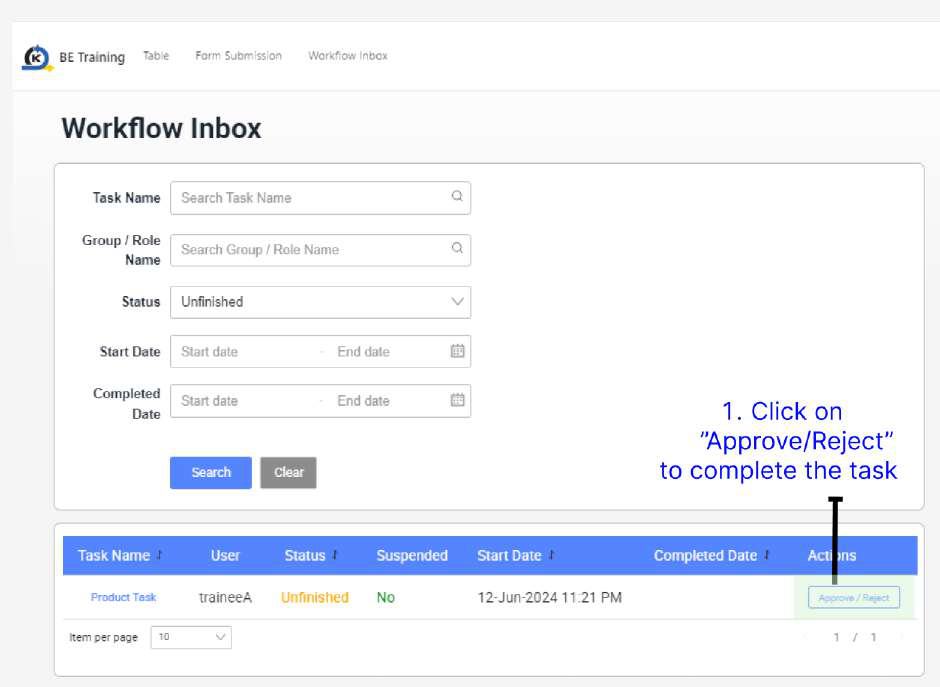 K
BE Training Table Form Submission Workflow Inbox
Workflow Inbox
Task Name Search Task Name
Group / Role
Name Search Group / Role Name
Status Unfinished
Start Date Start date - End date
Completed
Date Start date - End date
1. Click on
"Approve/Reject"
to complete the task
Search Clear
Task Name User Status Suspended Start Date Completed Date Actions
Product Task traineeA Unfinished No 12-Jun-2024 11:21 PM Approve / Reject
Item per page 10 1 / 1